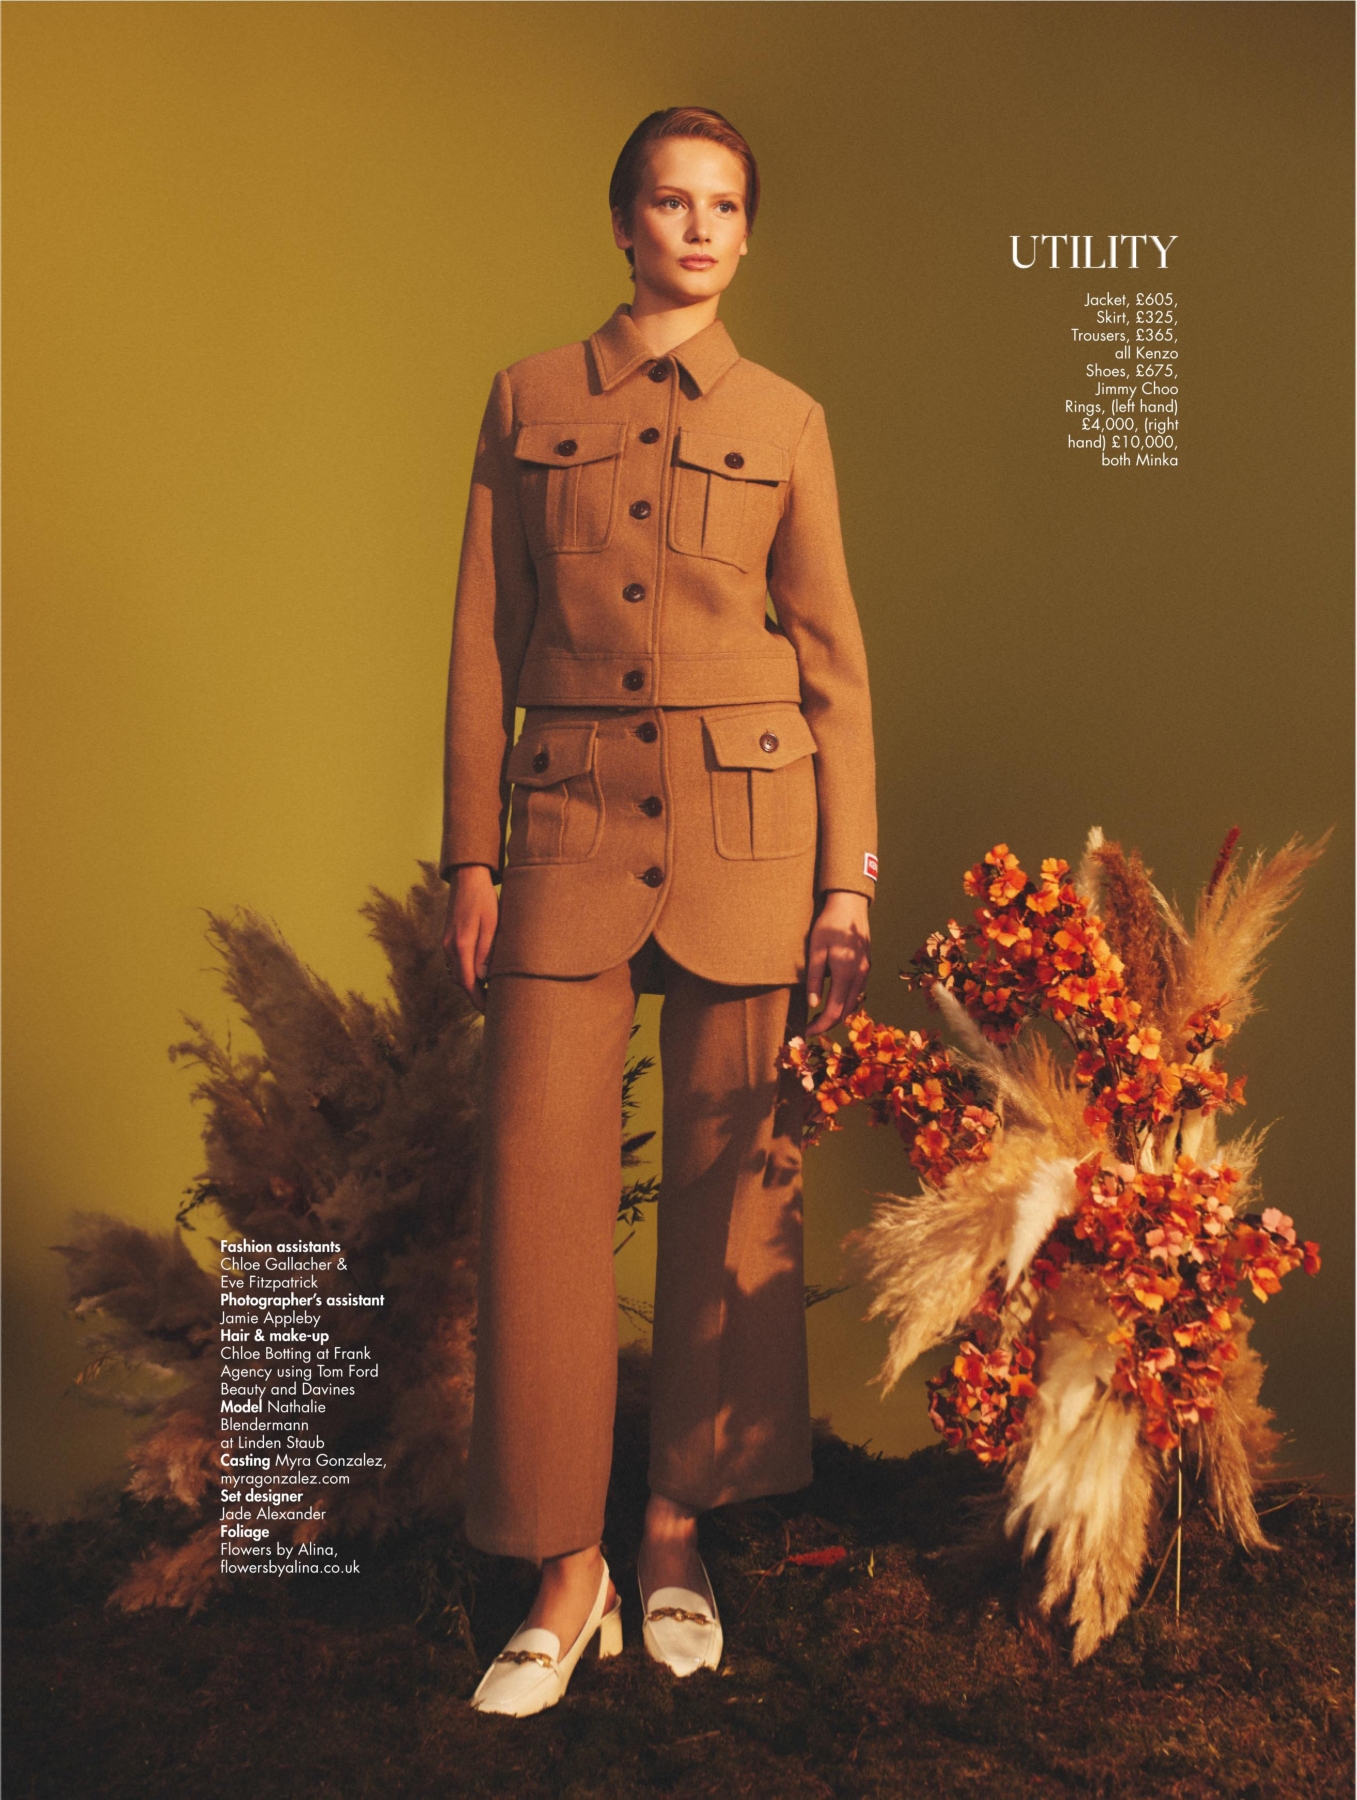 UTILITY
Jacket, £605,
Skirt, £325,
Trousers, £365,
all Kenzo
Shoes, £675,
Jimmy Choo
Rings, (left hand)
£4,000, (right
hand) £10,000,
both Minka
Fashion assistants
Chloe Gallacher &
Eve Fitzpatrick
Photographer's assistant
Jamie Appleby
Hair & make-up
Chloe Botting at Frank
Agency using Tom Ford
Beauty and Davines
Model Nathalie
Blendermann
at Linden Staub
Casting Myra Gonzalez,
myragonzalez.com
Set designer
Jade Alexander
Foliage
Flowers by Alina,
flowersbyalina.co.uk